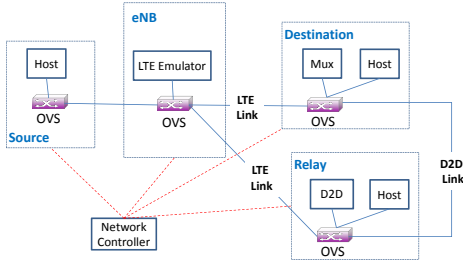 eNB
Host
OVS
Source
LTE Emulator
OVS
LTE
Link
Destination
Mux
Host
OVS
LTE
Link
D2D
Link
Relay
D2D
Host
OVS
Network
Controller